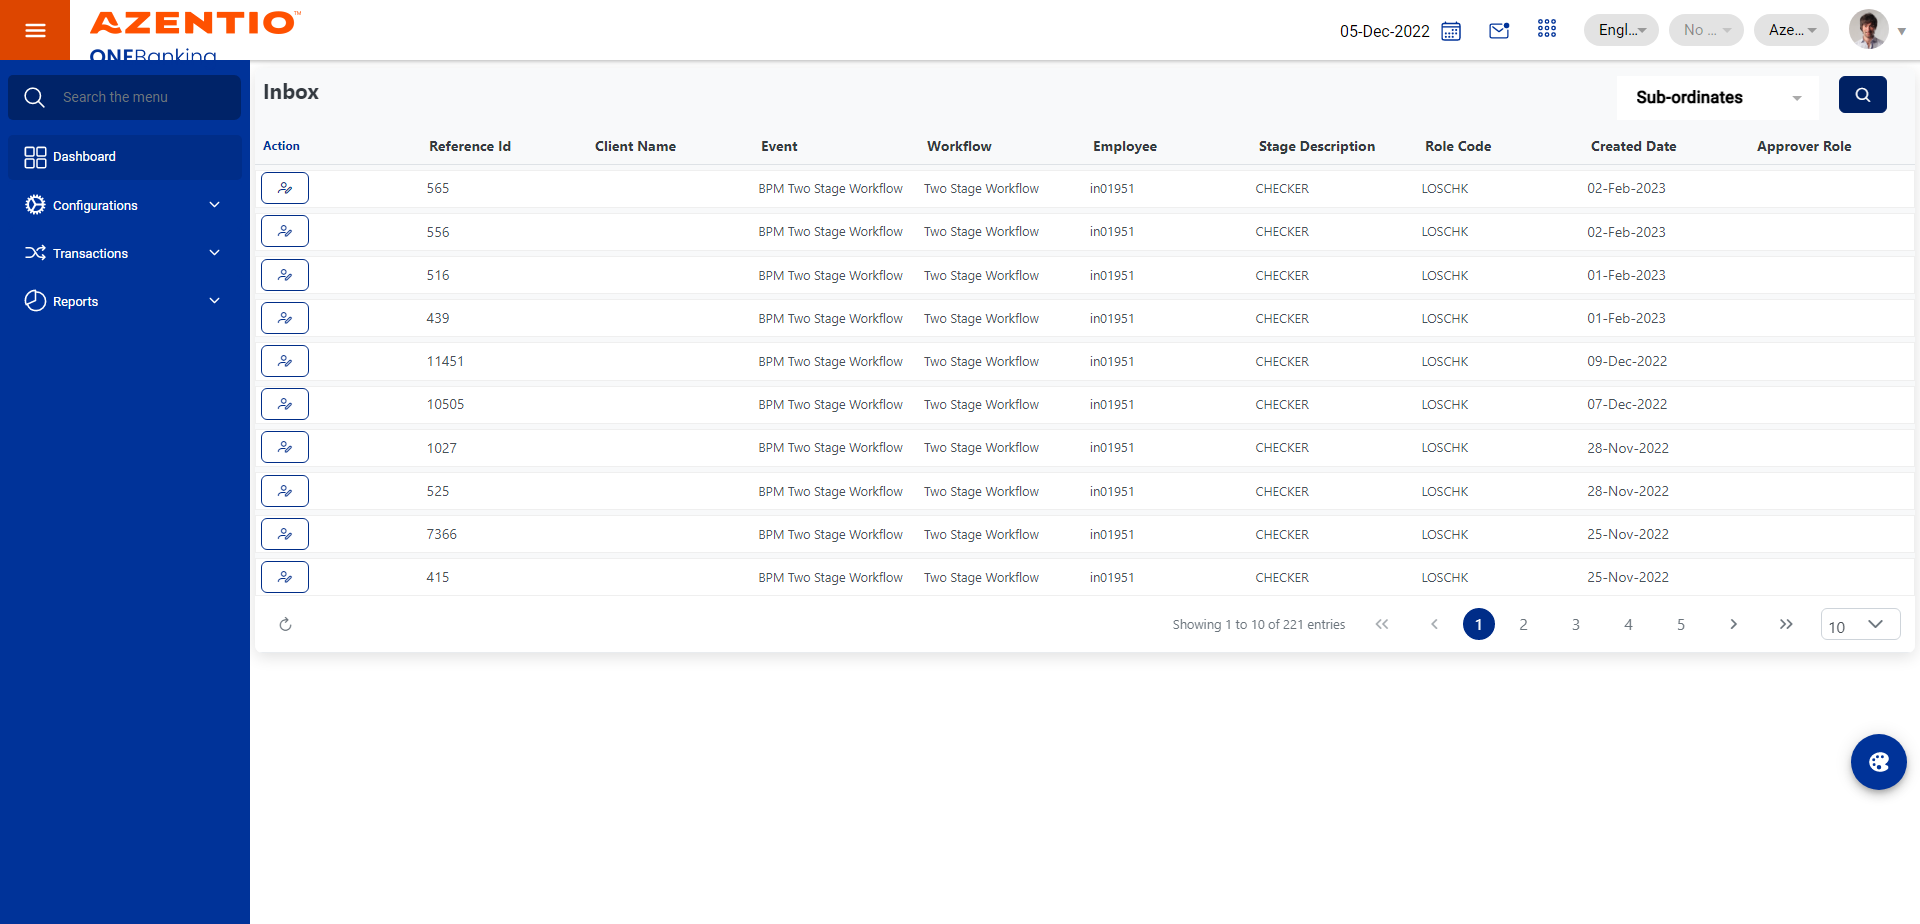 AZENTIO™
ONEBanking
05-Dec-2022
Engl...
No ...
Aze...
Search the menu
Dashboard
Configurations
Transactions
Reports
Inbox
Sub-ordinates
Action Reference Id Client Name Event Workflow Employee Stage Description Role Code Created Date Approver Role
565 BPM Two Stage Workflow Two Stage Workflow in01951 CHECKER LOSCHK 02-Feb-2023
556 BPM Two Stage Workflow Two Stage Workflow in01951 CHECKER LOSCHK 02-Feb-2023
516 BPM Two Stage Workflow Two Stage Workflow in01951 CHECKER LOSCHK 01-Feb-2023
439 BPM Two Stage Workflow Two Stage Workflow in01951 CHECKER LOSCHK 01-Feb-2023
11451 BPM Two Stage Workflow Two Stage Workflow in01951 CHECKER LOSCHK 09-Dec-2022
10505 BPM Two Stage Workflow Two Stage Workflow in01951 CHECKER LOSCHK 07-Dec-2022
1027 BPM Two Stage Workflow Two Stage Workflow in01951 CHECKER LOSCHK 28-Nov-2022
525 BPM Two Stage Workflow Two Stage Workflow in01951 CHECKER LOSCHK 28-Nov-2022
7366 BPM Two Stage Workflow Two Stage Workflow in01951 CHECKER LOSCHK 25-Nov-2022
415 BPM Two Stage Workflow Two Stage Workflow in01951 CHECKER LOSCHK 25-Nov-2022
Showing 1 to 10 of 221 entries 1 2 3 4 5 10